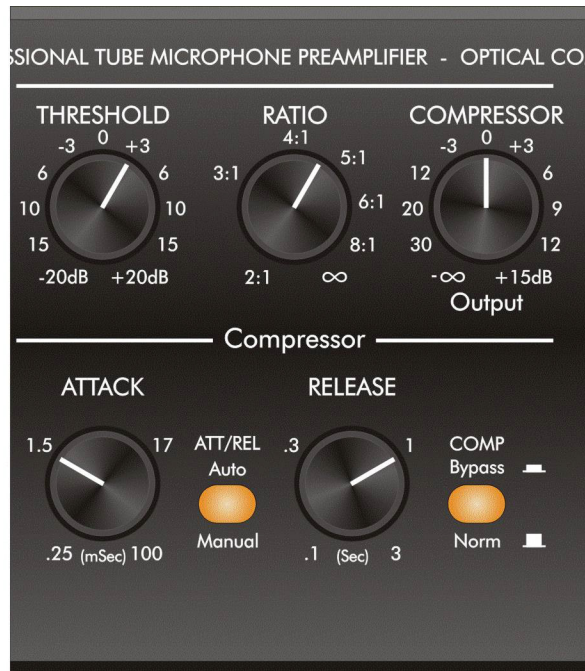 SSIONAL TUBE MICROPHONE PREAMPLIFIER - OPTICAL CO
THRESHOLD RATIO COMPRESSOR
-3 0 +3 4:1 -3 0 +3
6 6 3:1 5:1 12 6
10 10 6:1 20 9
15 15 8:1 30 12
-20dB +20dB 2:1 ∞ -∞ +15dB
Output
Compressor
ATTACK RELEASE
1.5 17 ATT/REL .3 1 COMP
Auto Bypass
Manual Norm
.25 (mSec) 100 .1 (Sec) 3